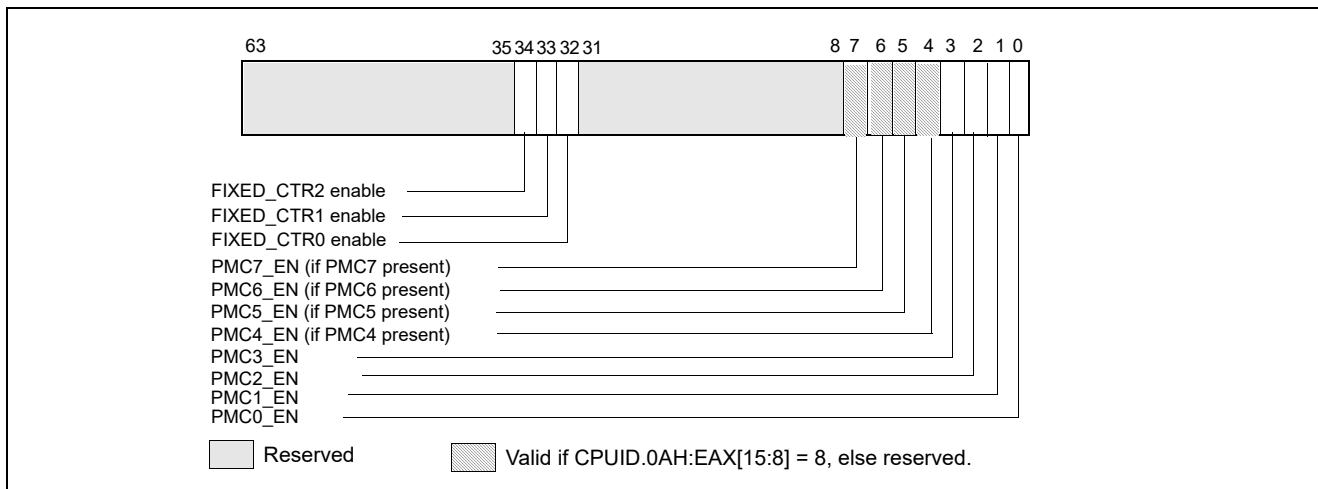 63 35 34 33 32 31 8 7 6 5 4 3 2 1 0
FIXED_CTR2 enable
FIXED_CTR1 enable
FIXED_CTR0 enable
PMC7_EN (if PMC7 present)
PMC6_EN (if PMC6 present)
PMC5_EN (if PMC5 present)
PMC4_EN (if PMC4 present)
PMC3_EN
PMC2_EN
PMC1_EN
PMC0_EN
Reserved Valid if CPUID.0AH:EAX[15:8] = 8, else reserved.